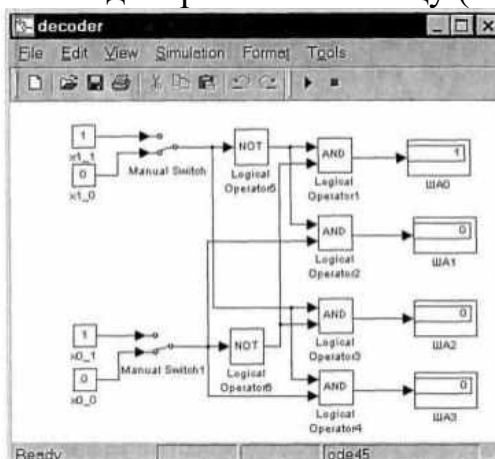 decoder
File Edit View Simulation Format Tools
1
x1_1
0
x1_0
Manual Switch
NOT
Logical
Operator5
AND
Logical
Operator1
1
ША0
AND
Logical
Operator2
0
ША1
1
x0_1
0
x0_0
Manual Switch1
NOT
Logical
AND
Logical
Operator3
0
ША2
AND
Logical
Operator4
0
ША3
Ready
ode45